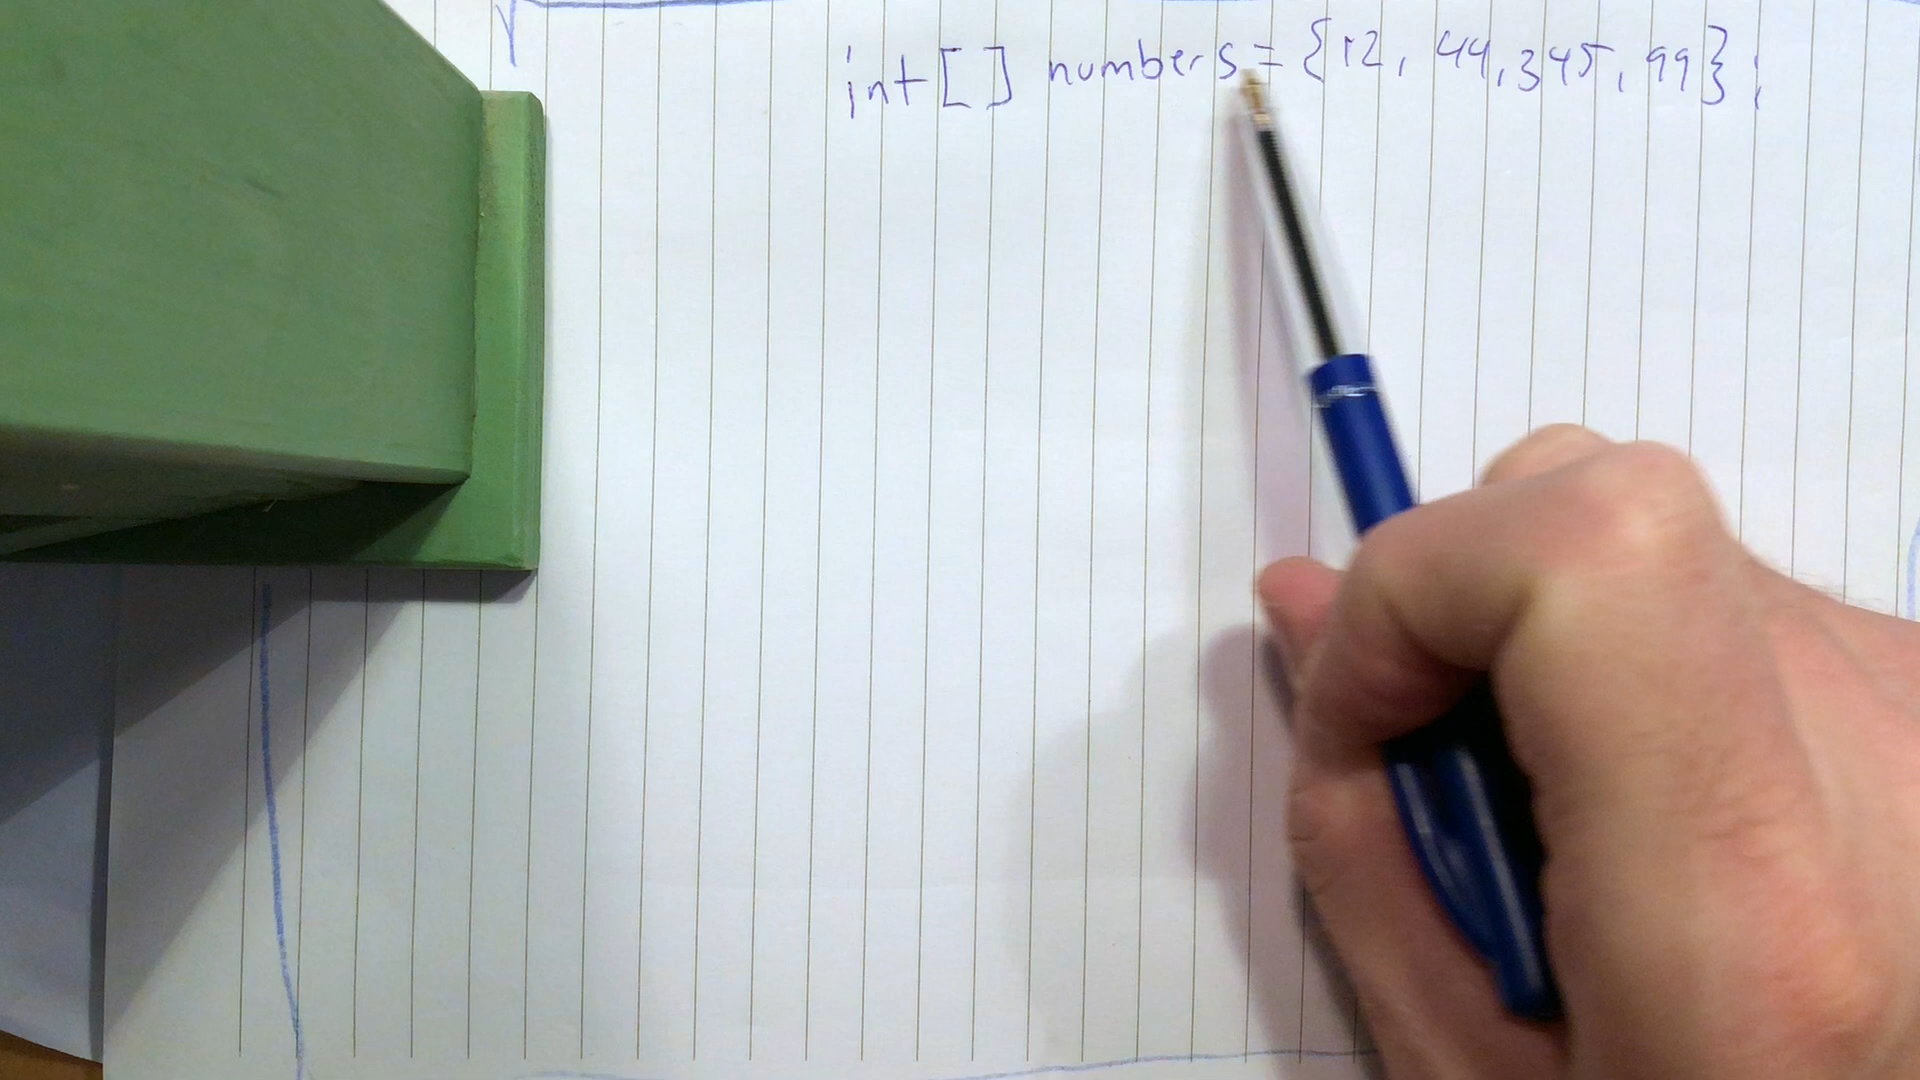 int[] numbers = {12, 44, 345, 99};